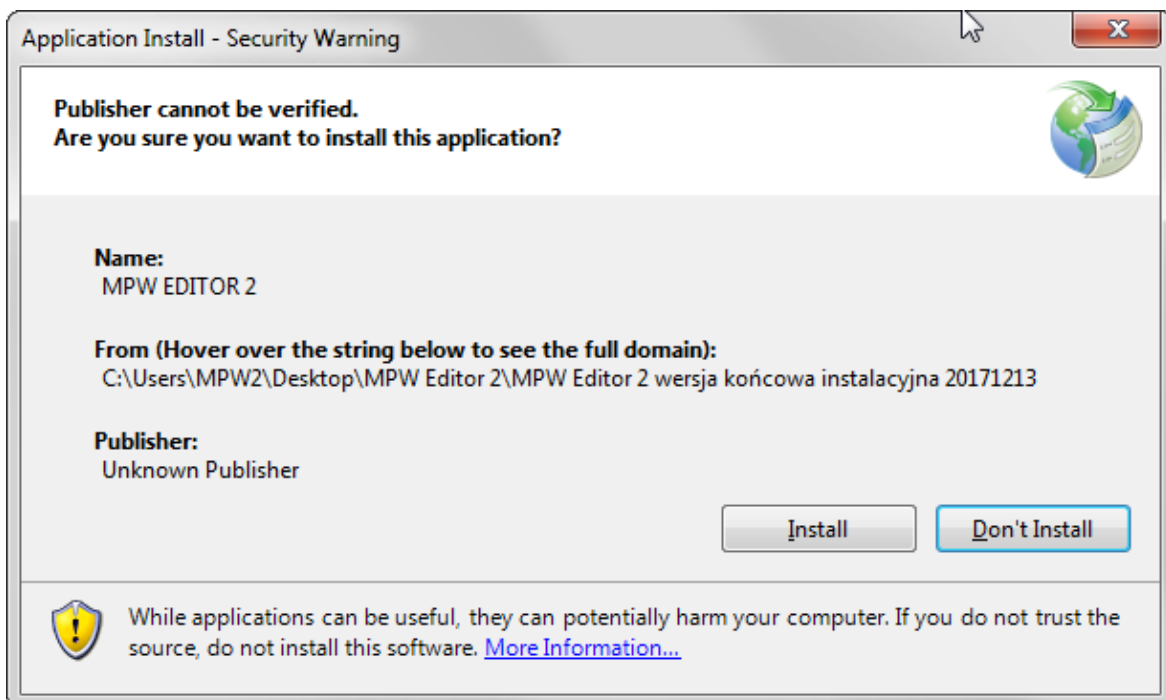 Application Install - Security Warning
Publisher cannot be verified.
Are you sure you want to install this application?
Name:
MPW EDITOR 2
From (Hover over the string below to see the full domain):
C:\Users\MPW2\Desktop\MPW Editor 2\MPW Editor 2 wersja końcowa instalacyjna 20171213
Publisher:
Unknown Publisher
Install
Don't Install
While applications can be useful, they can potentially harm your computer. If you do not trust the
source, do not install this software. More Information...